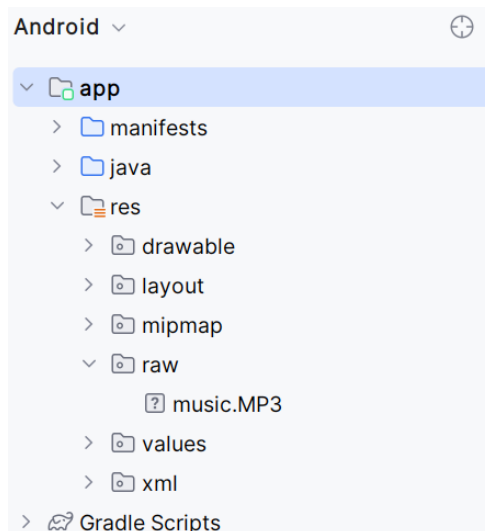 Android
app
manifests
java
res
drawable
layout
mipmap
raw
music.MP3
values
xml
Gradle Scripts